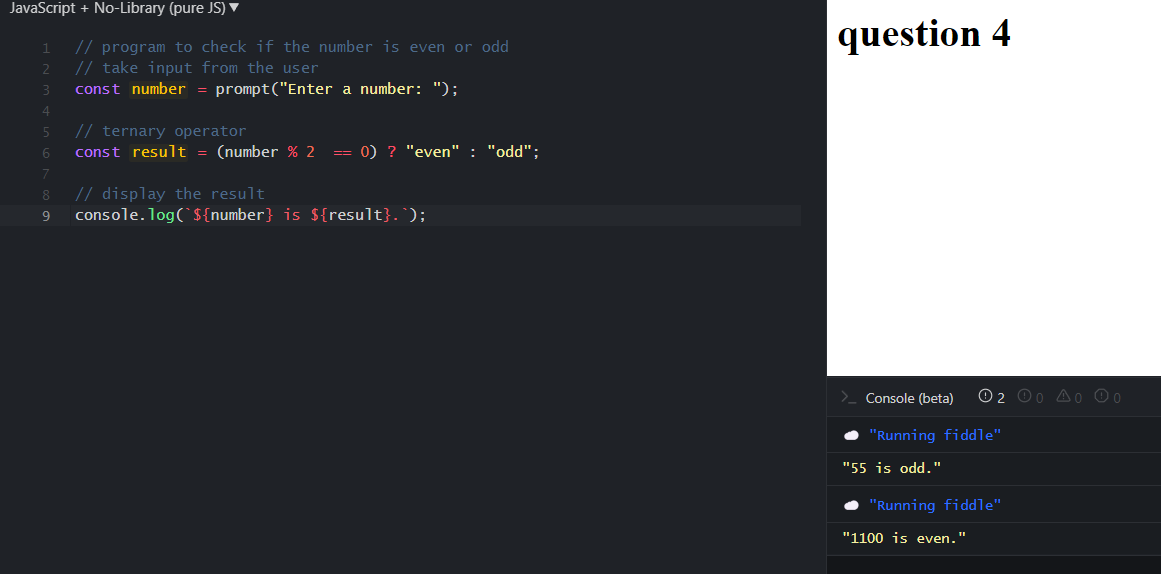 JavaScript + No-Library (pure JS) ▼
1 // program to check if the number is even or odd
2 // take input from the user
3 const number = prompt("Enter a number: ");
4
5 // ternary operator
6 const result = (number % 2  == 0) ? "even" : "odd";
7
8 // display the result
9 console.log(`${number} is ${result}.`);
question 4
>_ Console (beta) 2 0 0 0
"Running fiddle"
"55 is odd."
"Running fiddle"
"1100 is even."